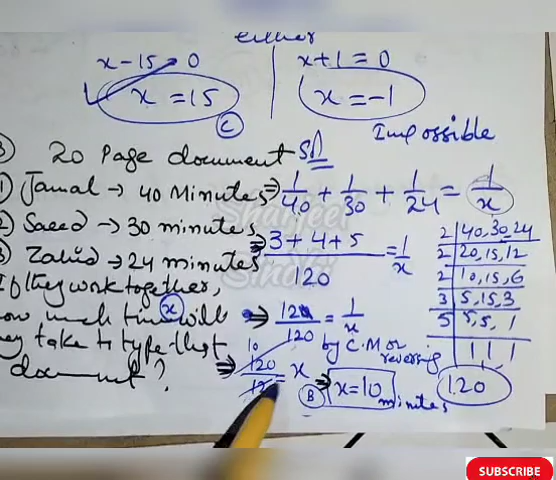 either
x - 15 = 0
x + 1 = 0
x = 15
x = -1
C
Impossible
20 Page document
① Jamal → 40 Minutes ⇒ 1/40 + 1/30 + 1/24 = 1/x
② Saeed → 30 minutes
③ Zahid → 24 minutes ⇒ 3+4+5/120 = 1/x
If they work together,
how much time (x) will
they take to type that
document?
⇒ 12/120 = 1/x
by C.M or reversing
⇒ 120/12 = x
10
⇒ x = 10 minutes
B
2 | 40, 30, 24
2 | 20, 15, 12
2 | 10, 15, 6
3 | 5, 15, 3
5 | 5, 5, 1
1, 1, 1
120
Sharjeel
Sindhi
SUBSCRIBE